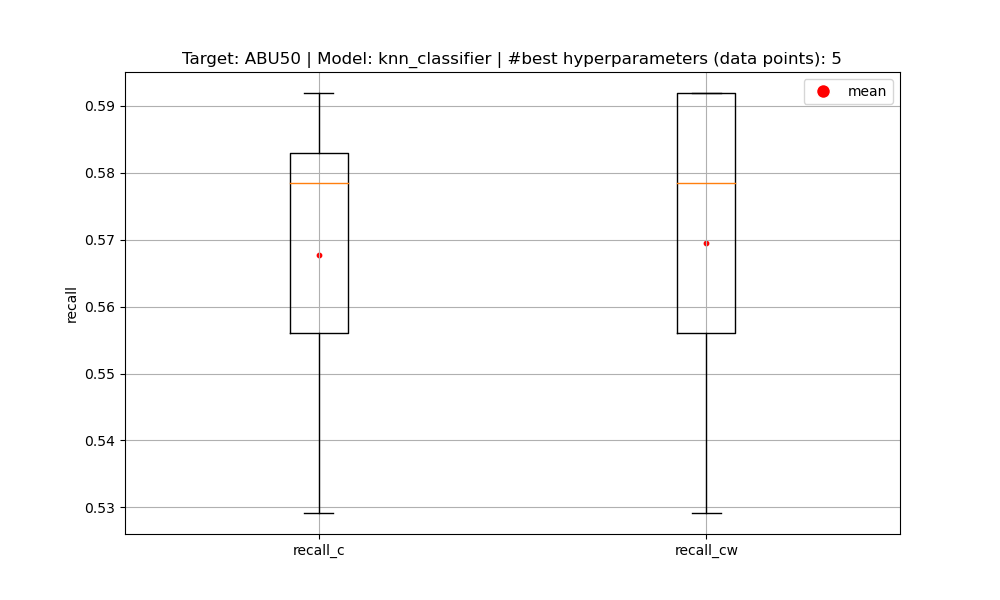 Target: ABU50 | Model: knn_classifier | #best hyperparameters (data points): 5
mean
0.59
0.58
0.57
0.56
0.55
0.54
0.53
recall
recall_c
recall_cw